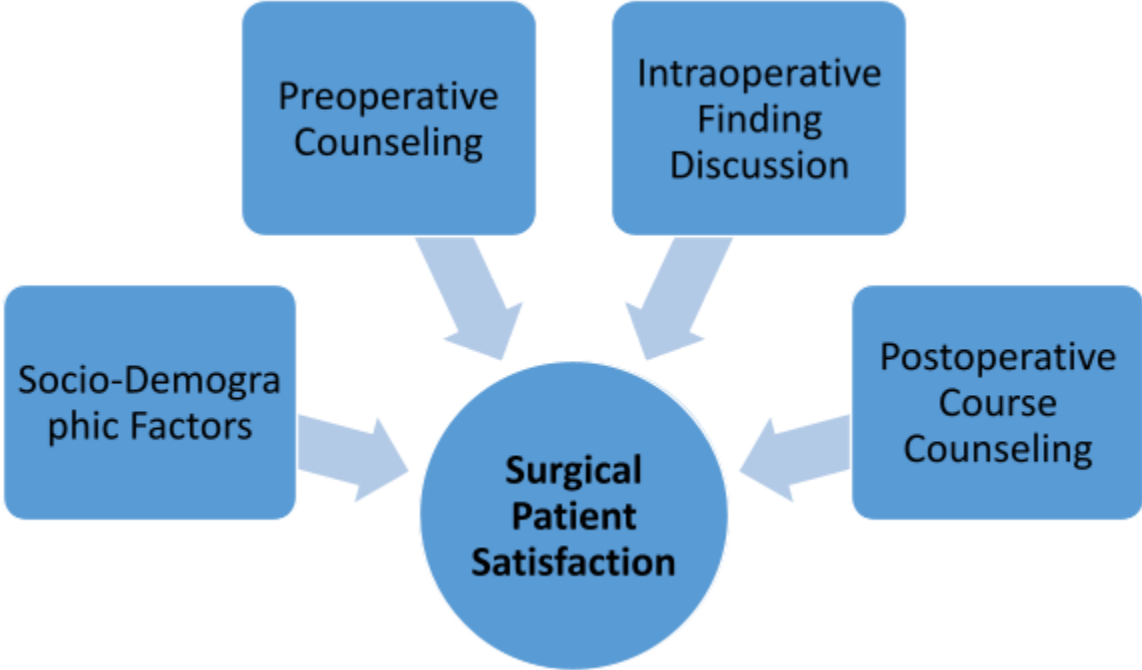 Preoperative
Counseling
Intraoperative
Finding
Discussion
Socio-Demogra
phic Factors
Postoperative
Course
Counseling
Surgical
Patient
Satisfaction